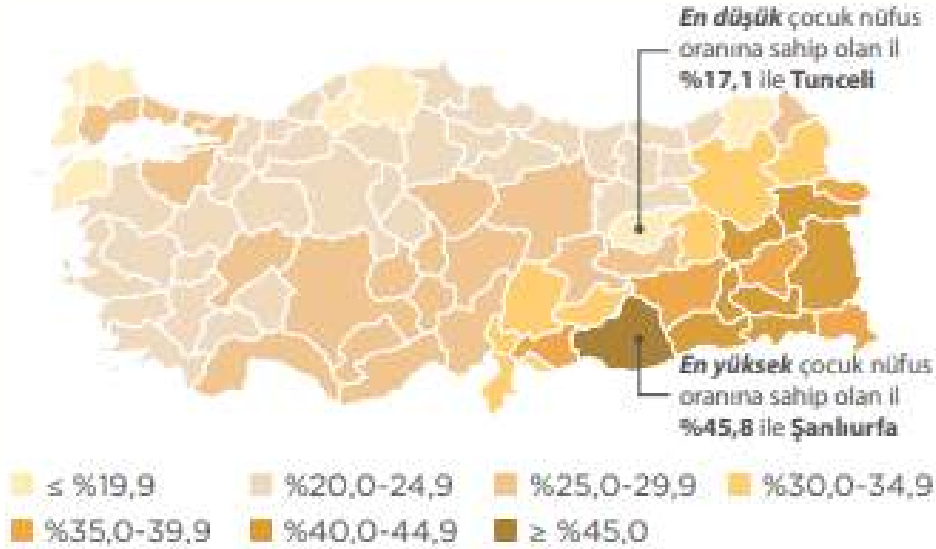 En düşük çocuk nüfus
oranına sahip olan il
%17,1 ile Tunceli
En yüksek çocuk nüfus
oranına sahip olan il
%45,8 ile Şanlıurfa
≤ %19,9
%20,0-24,9
%25,0-29,9
%30,0-34,9
%35,0-39,9
%40,0-44,9
≥ %45,0